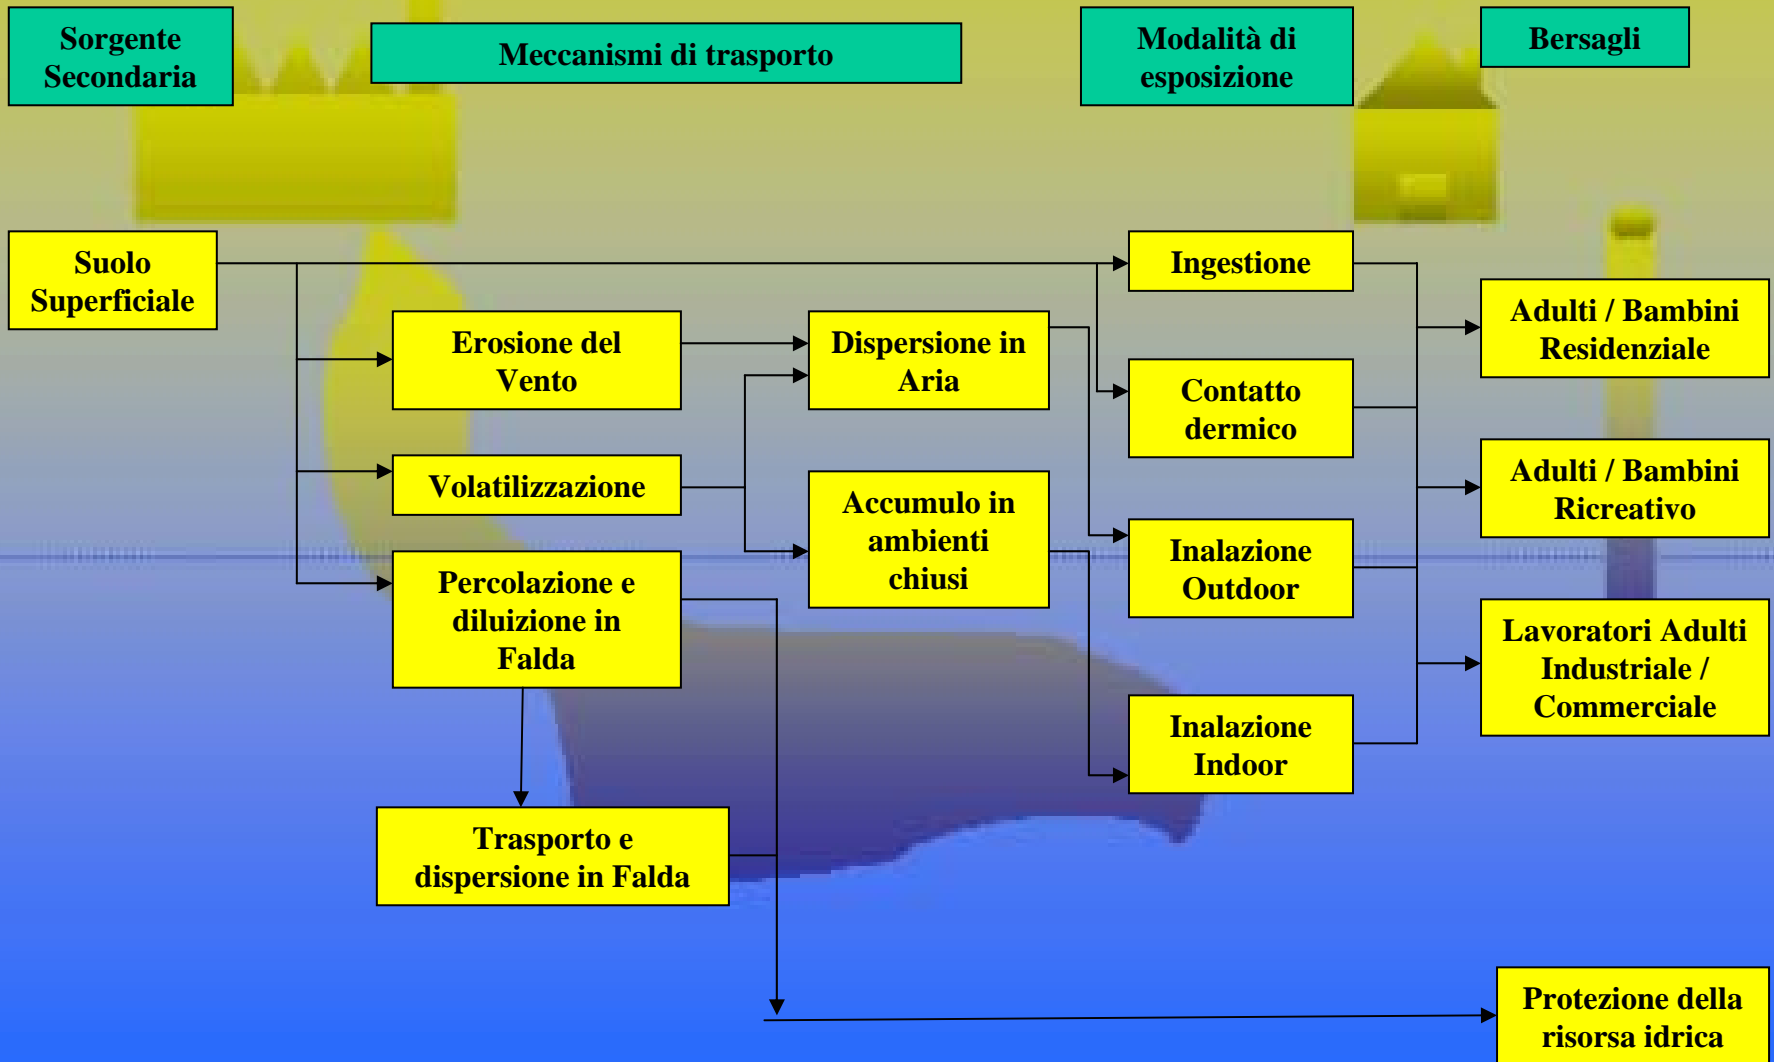 Sorgente
Secondaria
Meccanismi di trasporto
Modalità di
esposizione
Bersagli
Suolo
Superficiale
Erosione del
Vento
Volatilizzazione
Percolazione e
diluizione in
Falda
Trasporto e
dispersione in Falda
Dispersione in
Aria
Accumulo in
ambienti
chiusi
Ingestione
Contatto
dermico
Inalazione
Outdoor
Inalazione
Indoor
Adulti / Bambini
Residenziale
Adulti / Bambini
Ricreativo
Lavoratori Adulti
Industriale /
Commerciale
Protezione della
risorsa idrica